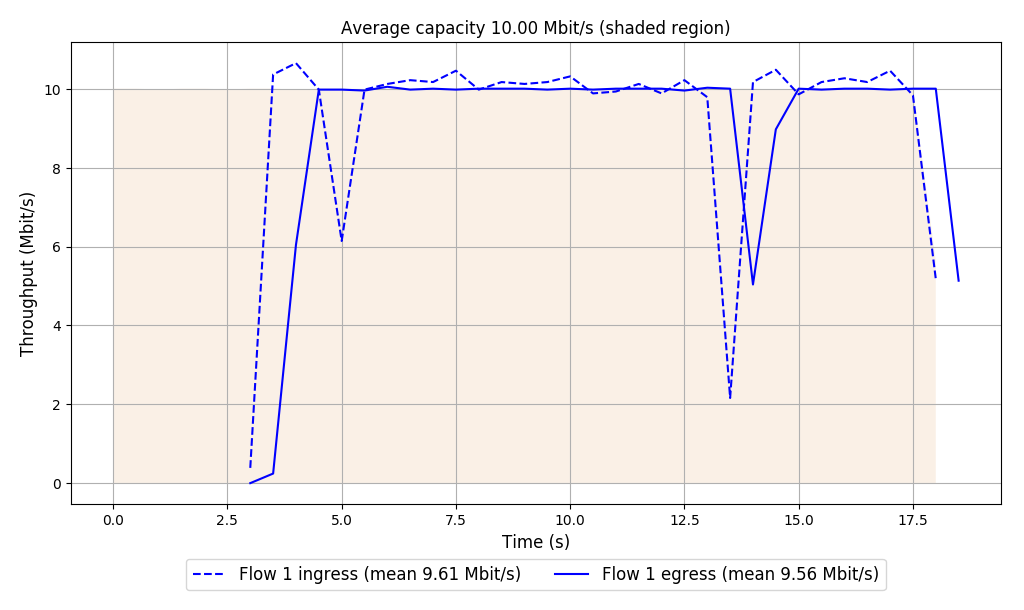 Average capacity 10.00 Mbit/s (shaded region)
Throughput (Mbit/s)
10
8
6
4
2
0
0.0 2.5 5.0 7.5 10.0 12.5 15.0 17.5
Time (s)
Flow 1 ingress (mean 9.61 Mbit/s) Flow 1 egress (mean 9.56 Mbit/s)